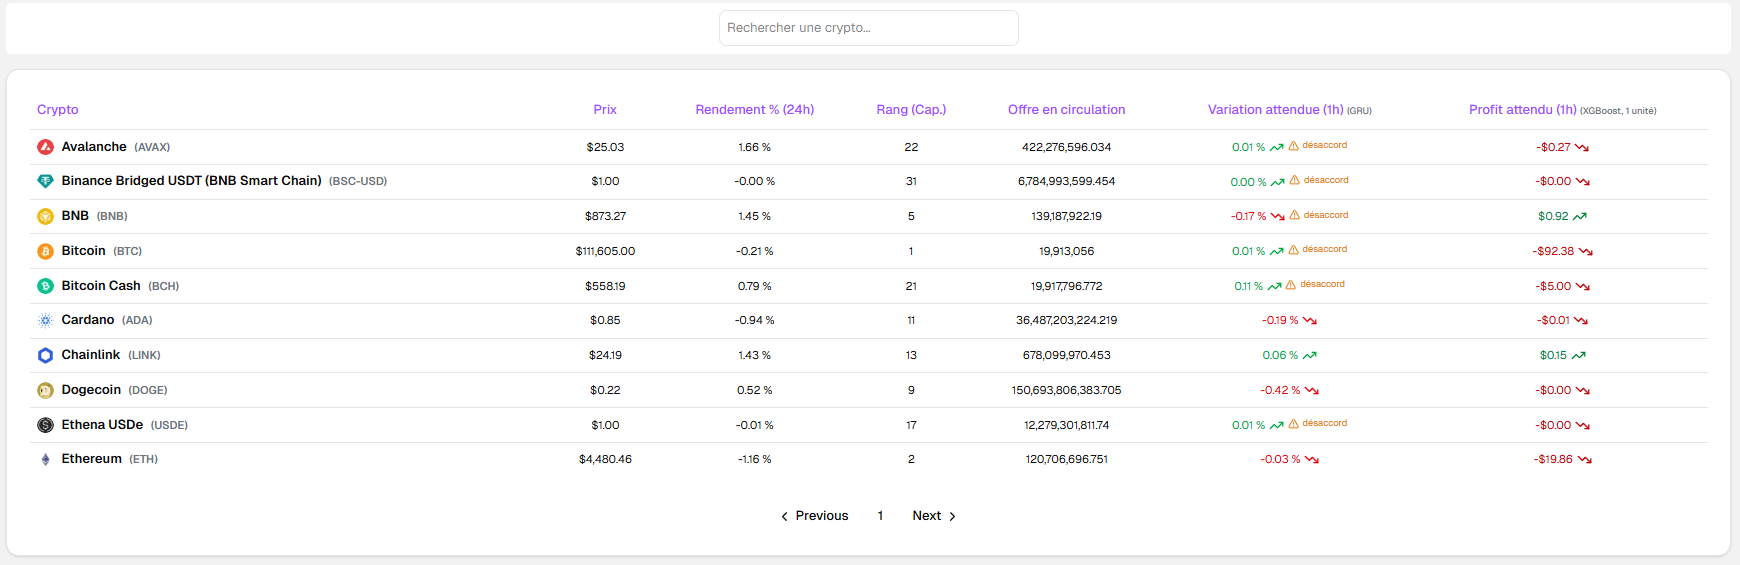 Rechercher une crypto...
Crypto Prix Rendement % (24h) Rang (Cap.) Offre en circulation Variation attendue (1h) (GRU) Profit attendu (1h) (XGBoost, 1 unité)
Avalanche (AVAX) $25.03 1.66 % 22 422,276,596.034 0.01 % désaccord -$0.27
Binance Bridged USDT (BNB Smart Chain) (BSC-USD) $1.00 -0.00 % 31 6,784,993,599.454 0.00 % désaccord -$0.00
BNB (BNB) $873.27 1.45 % 5 139,187,922.19 -0.17 % désaccord $0.92
Bitcoin (BTC) $111,605.00 -0.21 % 1 19,913,056 0.01 % désaccord -$92.38
Bitcoin Cash (BCH) $558.19 0.79 % 21 19,917,796.772 0.11 % désaccord -$5.00
Cardano (ADA) $0.85 -0.94 % 11 36,487,203,224.219 -0.19 % -$0.01
Chainlink (LINK) $24.19 1.43 % 13 678,099,970.453 0.06 % $0.15
Dogecoin (DOGE) $0.22 0.52 % 9 150,693,806,383.705 -0.42 % -$0.00
Ethena USDe (USDE) $1.00 -0.01 % 17 12,279,301,811.74 0.01 % désaccord -$0.00
Ethereum (ETH) $4,480.46 -1.16 % 2 120,706,696.751 -0.03 % -$19.86
Previous 1 Next